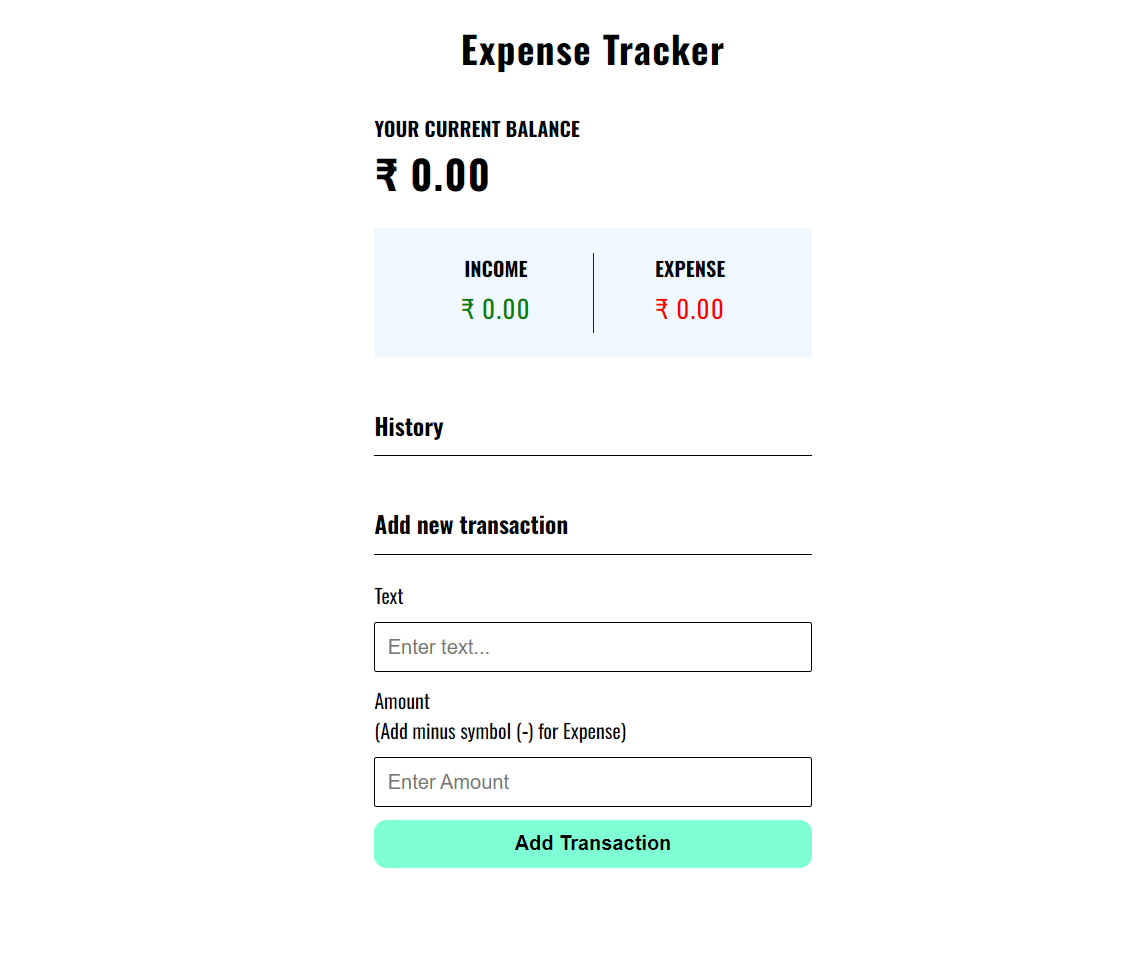 Expense Tracker
YOUR CURRENT BALANCE
₹ 0.00
INCOME
₹ 0.00
EXPENSE
₹ 0.00
History
Add new transaction
Text
Enter text...
Amount
(Add minus symbol (-) for Expense)
Enter Amount
Add Transaction